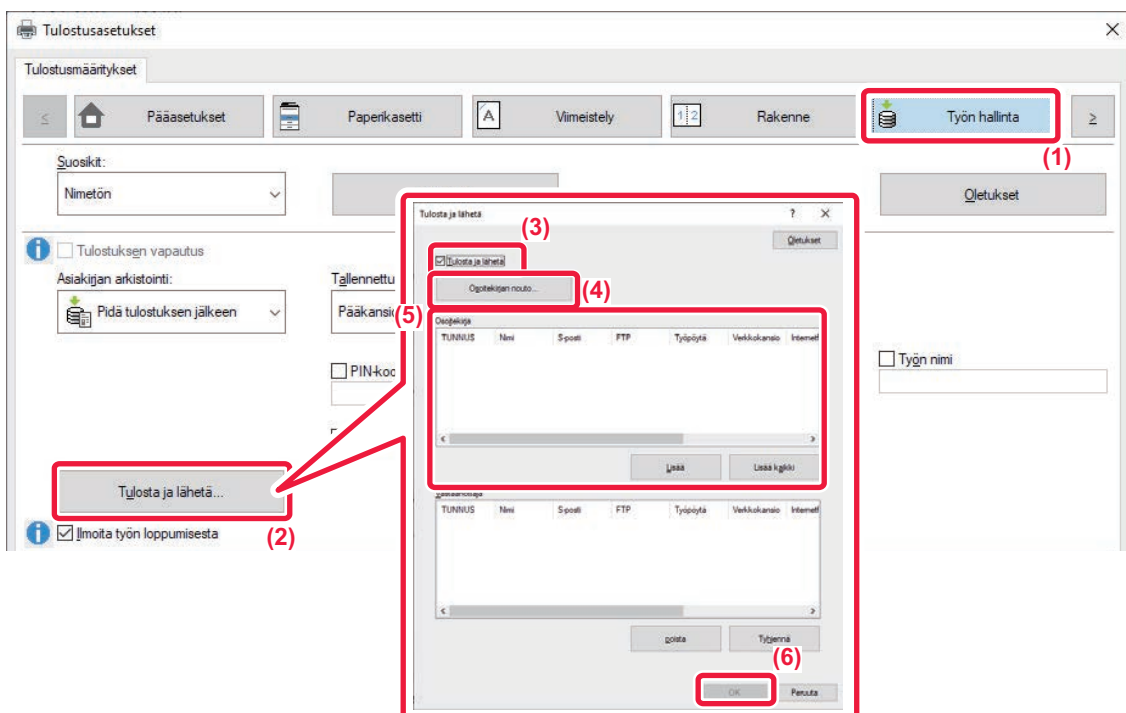 Tulostusasetukset
Tulostusmääritykset
Pääasetukset
Paperikasetti
Viimeistely
Rakenne
Työn hallinta
(1)
Suosikit:
Nimetön
Oletukset
Tulostuksen vapautus
Asiakirjan arkistointi:
Pidä tulostuksen jälkeen
Tallennettu
Pääkansio
PIN-koo
Työn nimi
Tulosta ja lähetä...
(2)
Ilmoita työn loppumisesta
Tulosta ja lähetä
? X
Oletukset
(3)
Tulosta ja lähetä
Osoitekirjan nouto...
(4)
(5)
Osoitekirja
TUNNUS Nimi S-posti FTP Työpöytä Verkkokansio Internetf
Lisää Lisää kaikki
TUNNUS Nimi S-posti FTP Työpöytä Verkkokansio Internetf
poista Tyhjennä
(6)
OK Peruuta